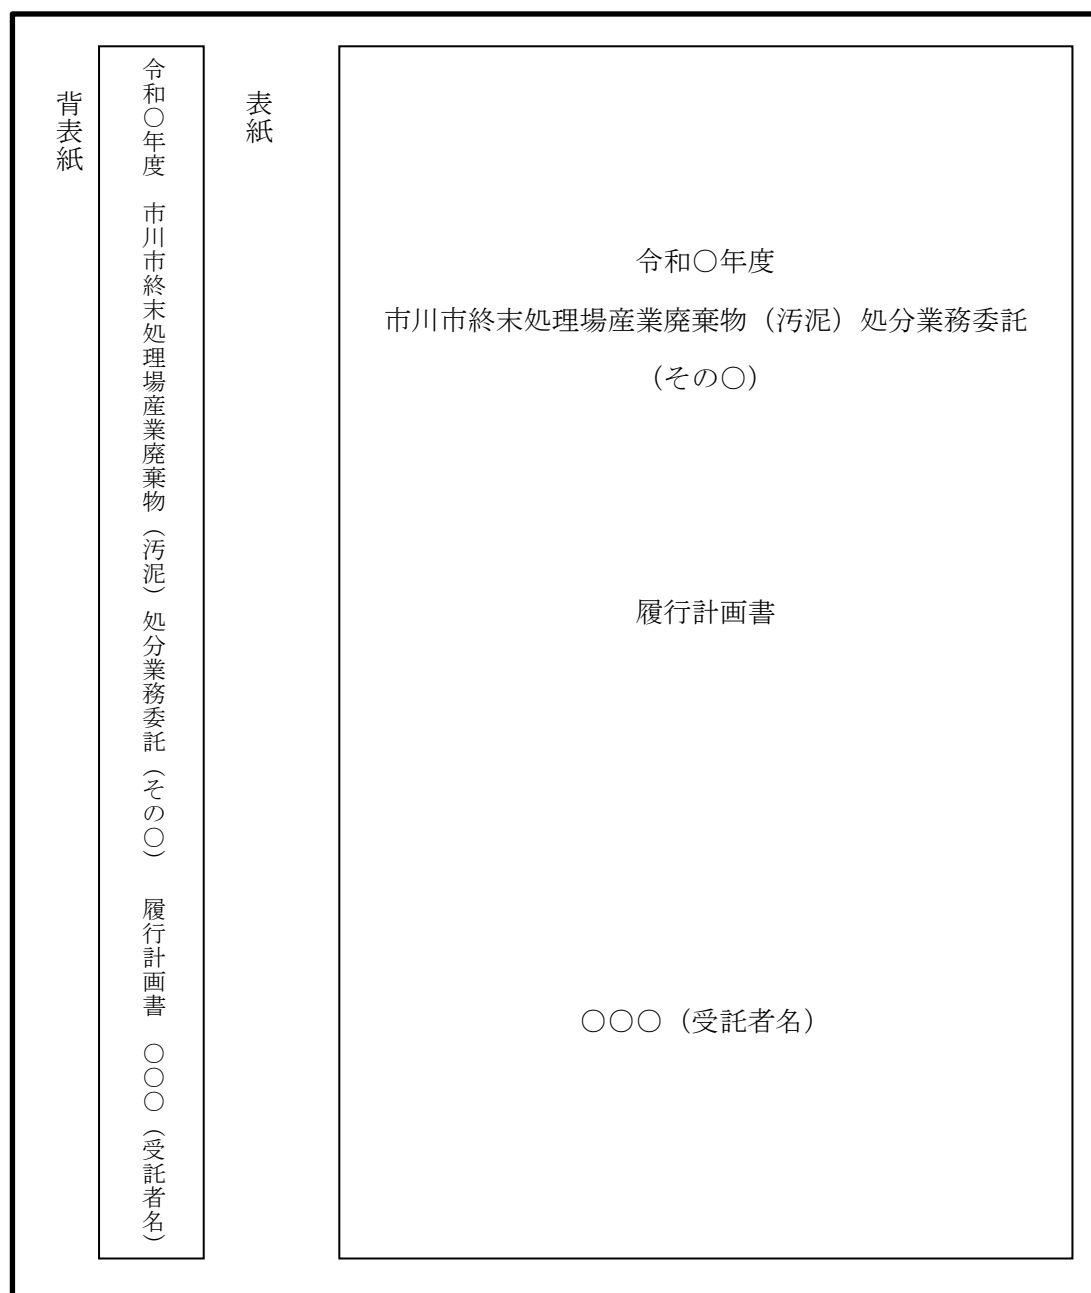 背表紙
令和〇年度　市川市終末処理場産業廃棄物（汚泥）処分業務委託（その〇）　履行計画書　〇〇〇（受託者名）
表紙
令和〇年度
市川市終末処理場産業廃棄物（汚泥）処分業務委託
（その〇）
履行計画書
〇〇〇（受託者名）